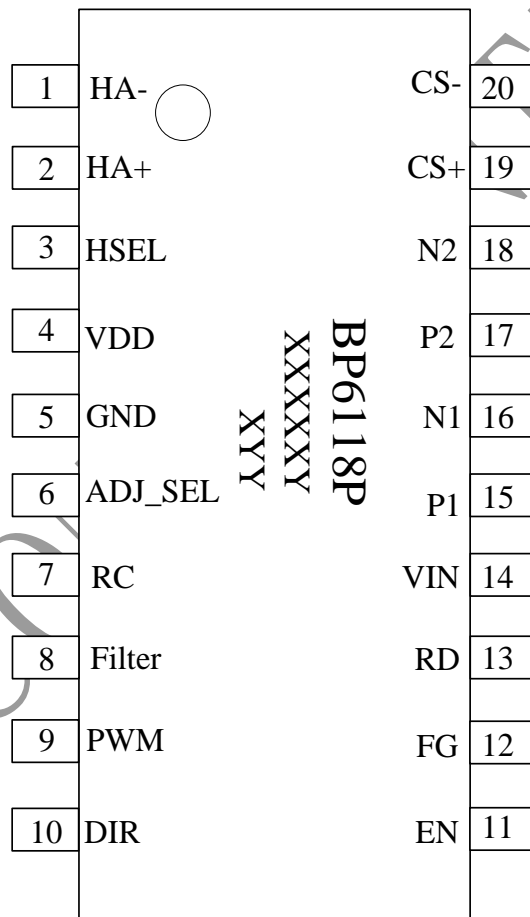 1 HA- CS- 20
2 HA+ CS+ 19
3 HSEL N2 18
4 VDD P2 17
5 GND N1 16
6 ADJ_SEL P1 15
7 RC VIN 14
8 Filter RD 13
9 PWM FG 12
10 DIR EN 11
BP6118P
XXXXXXY
XYY